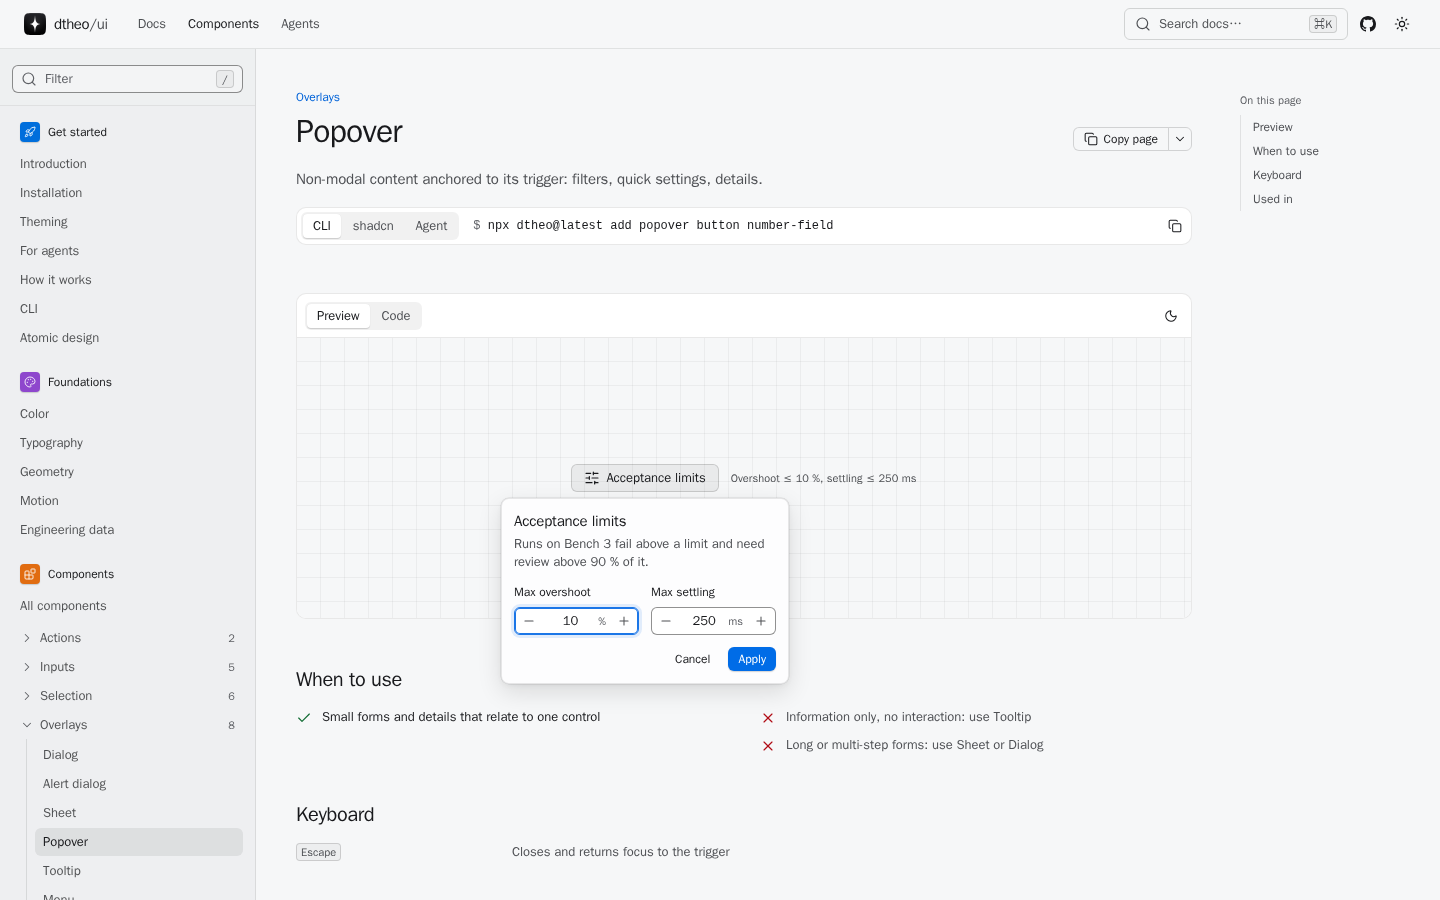 dtheo/ui
Docs
Components
Agents
Search docs…
⌘K
Filter
/
Get started
Introduction
Installation
Theming
For agents
How it works
CLI
Atomic design
Foundations
Color
Typography
Geometry
Motion
Engineering data
Components
All components
Actions 2
Inputs 5
Selection 6
Overlays 8
Dialog
Alert dialog
Sheet
Popover
Tooltip
Menu
Overlays
Popover
Copy page
Non-modal content anchored to its trigger: filters, quick settings, details.
CLI shadcn Agent $ npx dtheo@latest add popover button number-field
Preview Code
Acceptance limits Overshoot ≤ 10 %, settling ≤ 250 ms
Acceptance limits
Runs on Bench 3 fail above a limit and need
review above 90 % of it.
Max overshoot Max settling
− 10 % + − 250 ms +
Cancel Apply
When to use
Small forms and details that relate to one control
Information only, no interaction: use Tooltip
Long or multi-step forms: use Sheet or Dialog
Keyboard
Escape Closes and returns focus to the trigger
On this page
Preview
When to use
Keyboard
Used in